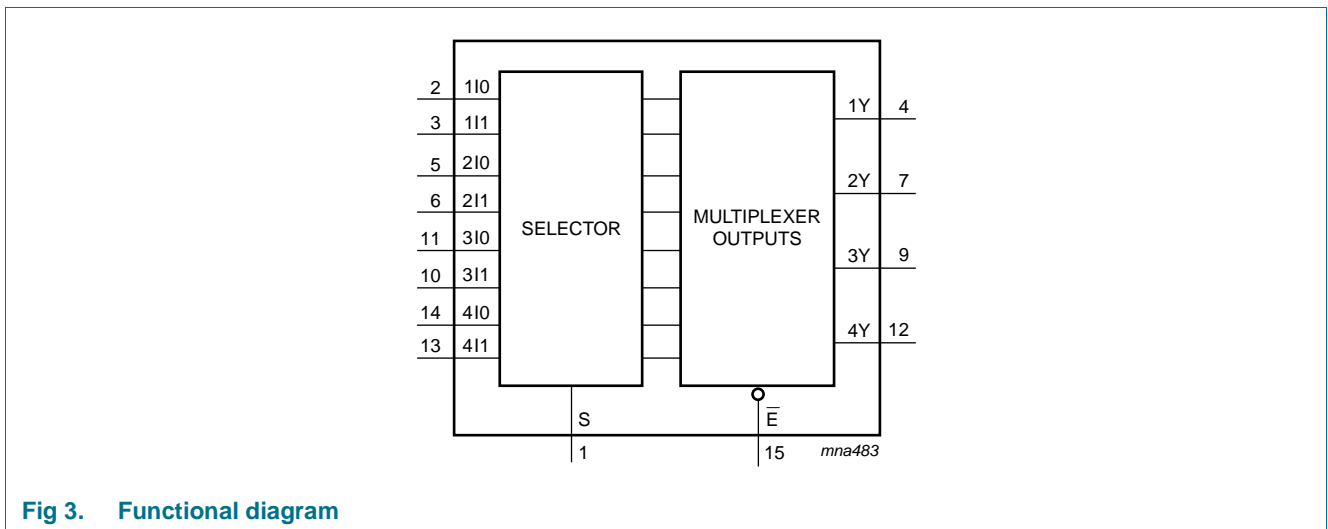 2 1I0
3 1I1
5 2I0
6 2I1
11 3I0
10 3I1
14 4I0
13 4I1
SELECTOR
MULTIPLEXER
OUTPUTS
1Y 4
2Y 7
3Y 9
4Y 12
S
1
E̅
15
mna483
Fig 3. Functional diagram